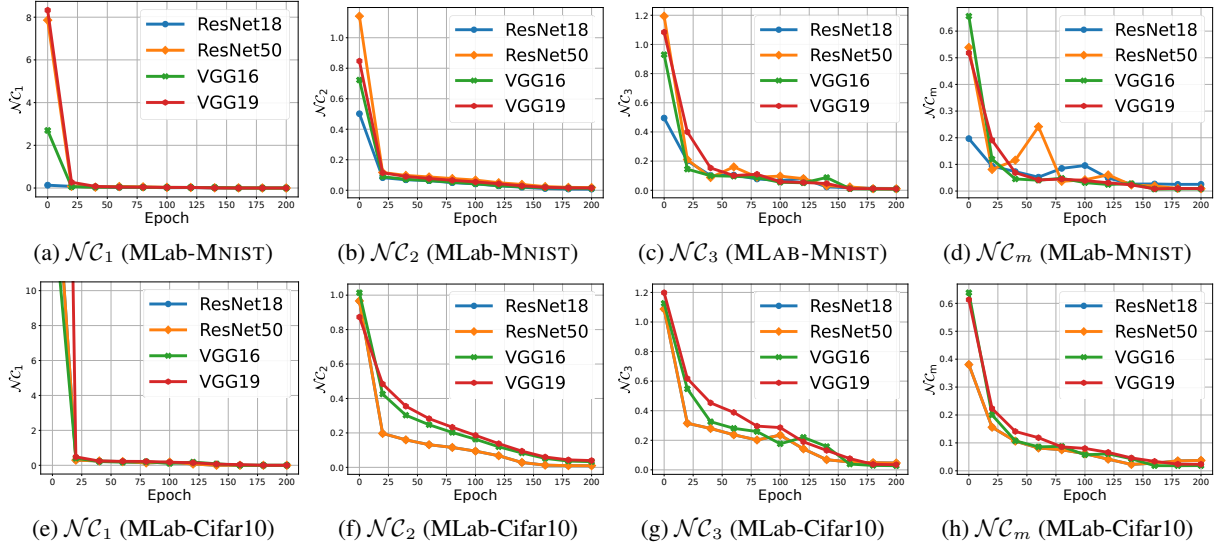 8
6
4
2
0
NC1
ResNet18
ResNet50
VGG16
VGG19
0 25 50 75 100 125 150 175 200
Epoch
(a) NC1 (MLab-MNIST)
1.0
0.8
0.6
0.4
0.2
0.0
NC2
ResNet18
ResNet50
VGG16
VGG19
0 25 50 75 100 125 150 175 200
Epoch
(b) NC2 (MLab-MNIST)
1.2
1.0
0.8
0.6
0.4
0.2
0.0
NC3
ResNet18
ResNet50
VGG16
VGG19
0 25 50 75 100 125 150 175 200
Epoch
(c) NC3 (MLAB-MNIST)
0.6
0.5
0.4
0.3
0.2
0.1
0.0
NCm
ResNet18
ResNet50
VGG16
VGG19
0 25 50 75 100 125 150 175 200
Epoch
(d) NCm (MLab-MNIST)
10
8
6
4
2
0
NC1
ResNet18
ResNet50
VGG16
VGG19
0 25 50 75 100 125 150 175 200
Epoch
(e) NC1 (MLab-Cifar10)
1.0
0.8
0.6
0.4
0.2
0.0
NC2
ResNet18
ResNet50
VGG16
VGG19
0 25 50 75 100 125 150 175 200
Epoch
(f) NC2 (MLab-Cifar10)
1.2
1.0
0.8
0.6
0.4
0.2
0.0
NC3
ResNet18
ResNet50
VGG16
VGG19
0 25 50 75 100 125 150 175 200
Epoch
(g) NC3 (MLab-Cifar10)
0.6
0.5
0.4
0.3
0.2
0.1
0.0
NCm
ResNet18
ResNet50
VGG16
VGG19
0 25 50 75 100 125 150 175 200
Epoch
(h) NCm (MLab-Cifar10)